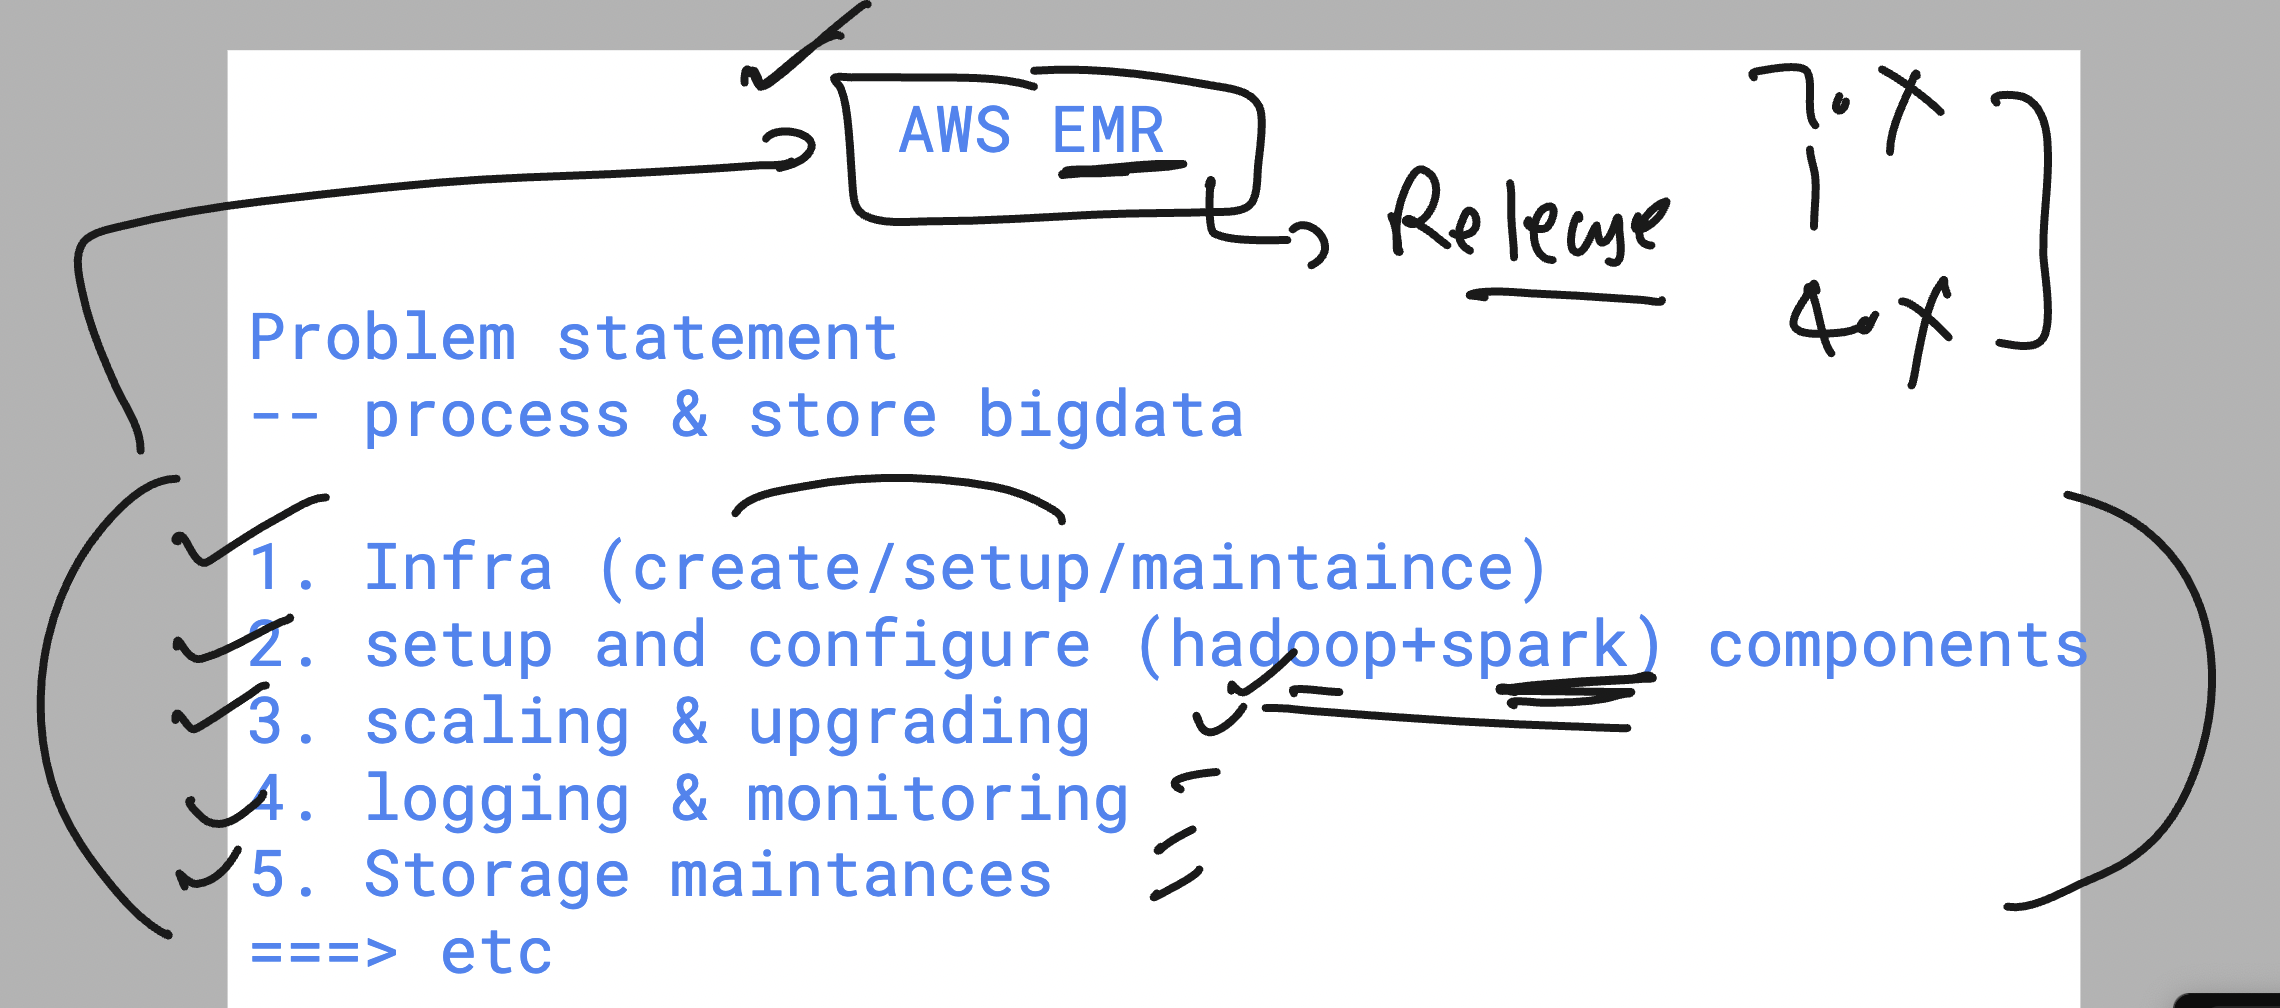 AWS EMR
7.x
Release
4.x
Problem statement
-- process & store bigdata
1. Infra (create/setup/maintaince)
2. setup and configure (hadoop+spark) components
3. scaling & upgrading
4. logging & monitoring
5. Storage maintances
===> etc